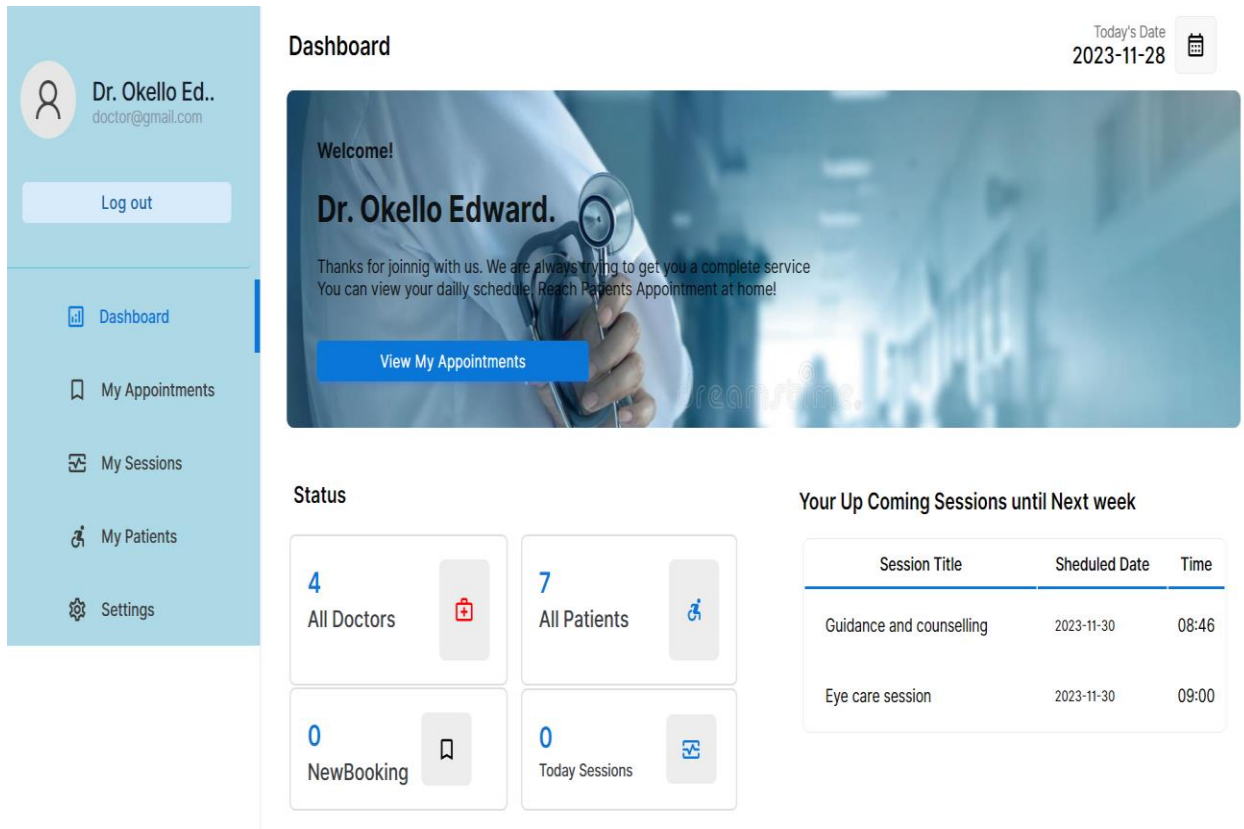 Dr. Okello Ed..
doctor@gmail.com
Log out
Dashboard
My Appointments
My Sessions
My Patients
Settings
Dashboard
Today's Date
2023-11-28
Welcome!
Dr. Okello Edward.
Thanks for joinnig with us. We are always trying to get you a complete service
You can view your dailly schedule, Reach Patients Appointment at home!
View My Appointments
dreamstime.
Status
4
All Doctors
7
All Patients
0
NewBooking
0
Today Sessions
Your Up Coming Sessions until Next week
Session Title Sheduled Date Time
Guidance and counselling 2023-11-30 08:46
Eye care session 2023-11-30 09:00